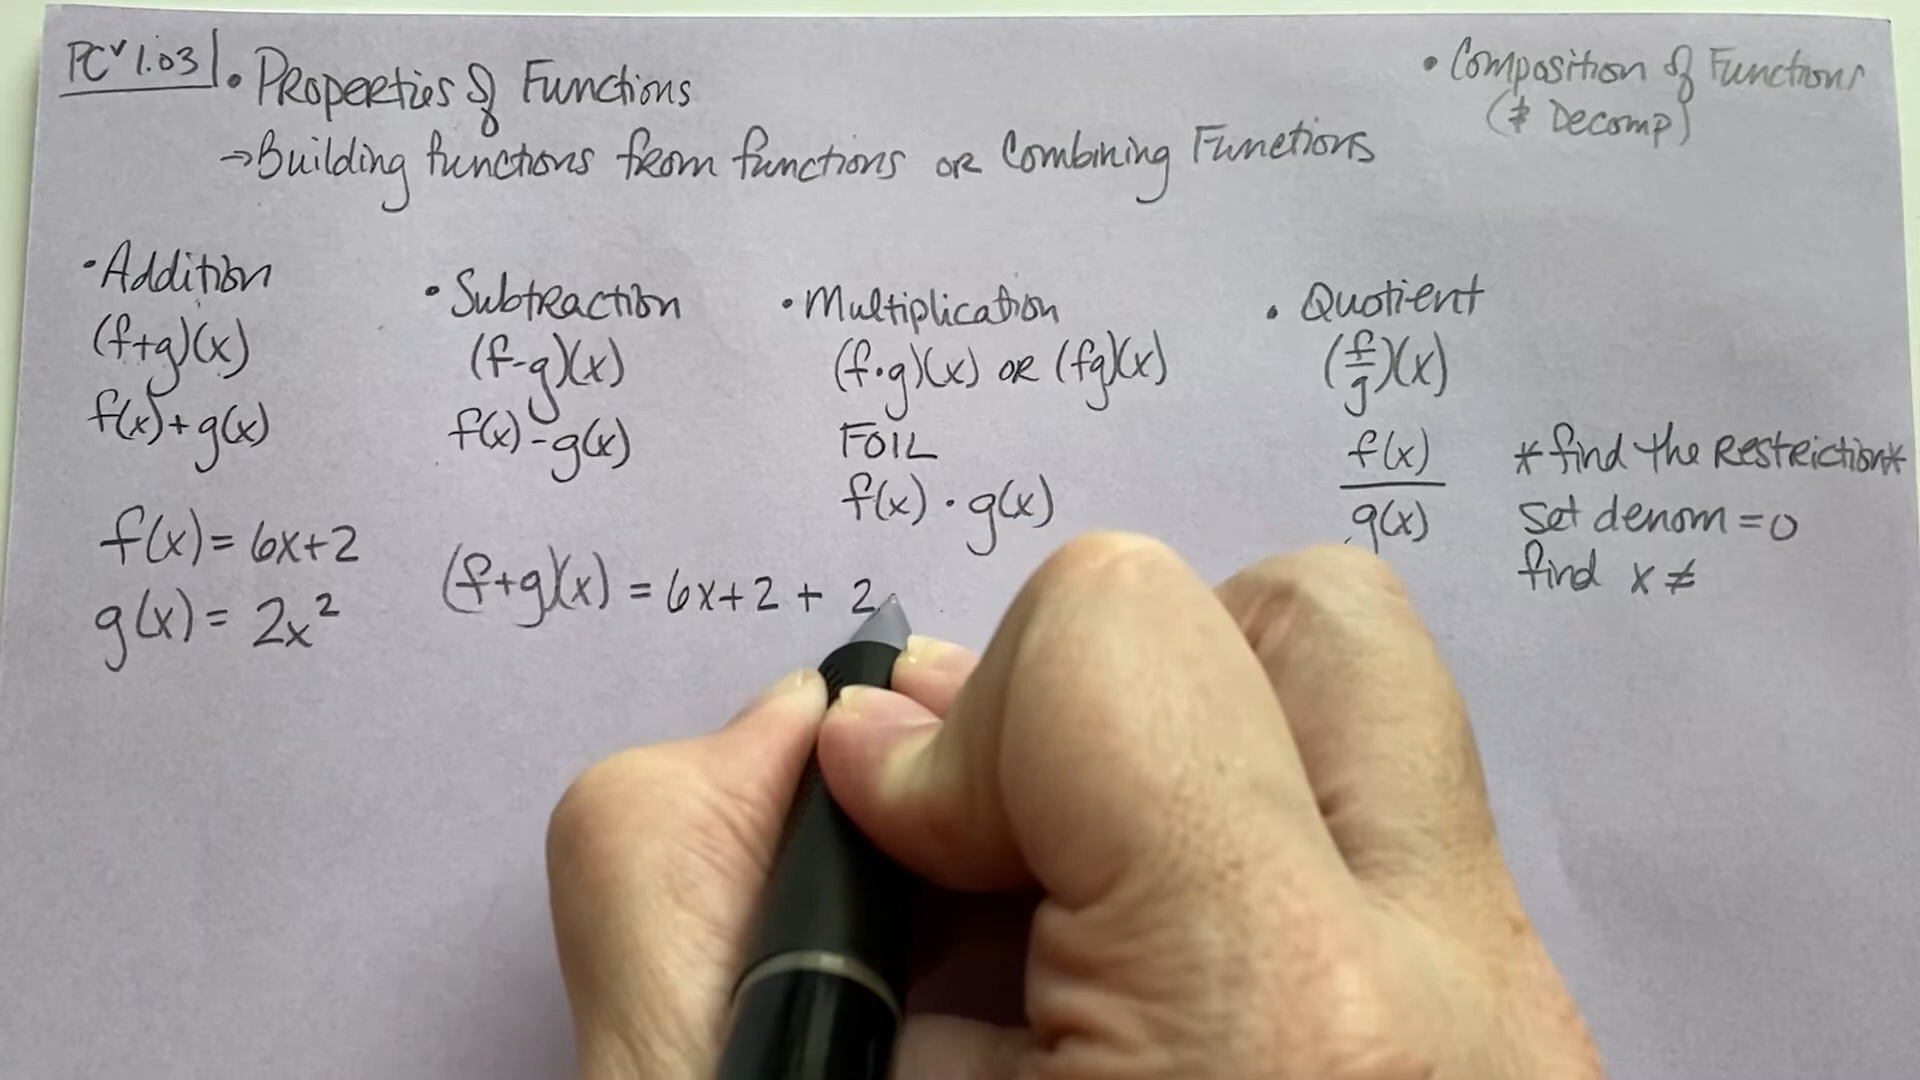 PCv 1.03
• Properties of Functions
→ Building functions from functions or Combining Functions
• Composition of Functions
(& Decomp)
• Addition
(f+g)(x)
f(x)+g(x)
• Subtraction
(f-g)(x)
f(x)-g(x)
• Multiplication
(f•g)(x) or (fg)(x)
FOIL
f(x) • g(x)
• Quotient
(f/g)(x)
f(x)/g(x)
*find the restriction*
set denom = 0
find x ≠
f(x) = 6x+2
g(x) = 2x²
(f+g)(x) = 6x+2 + 2